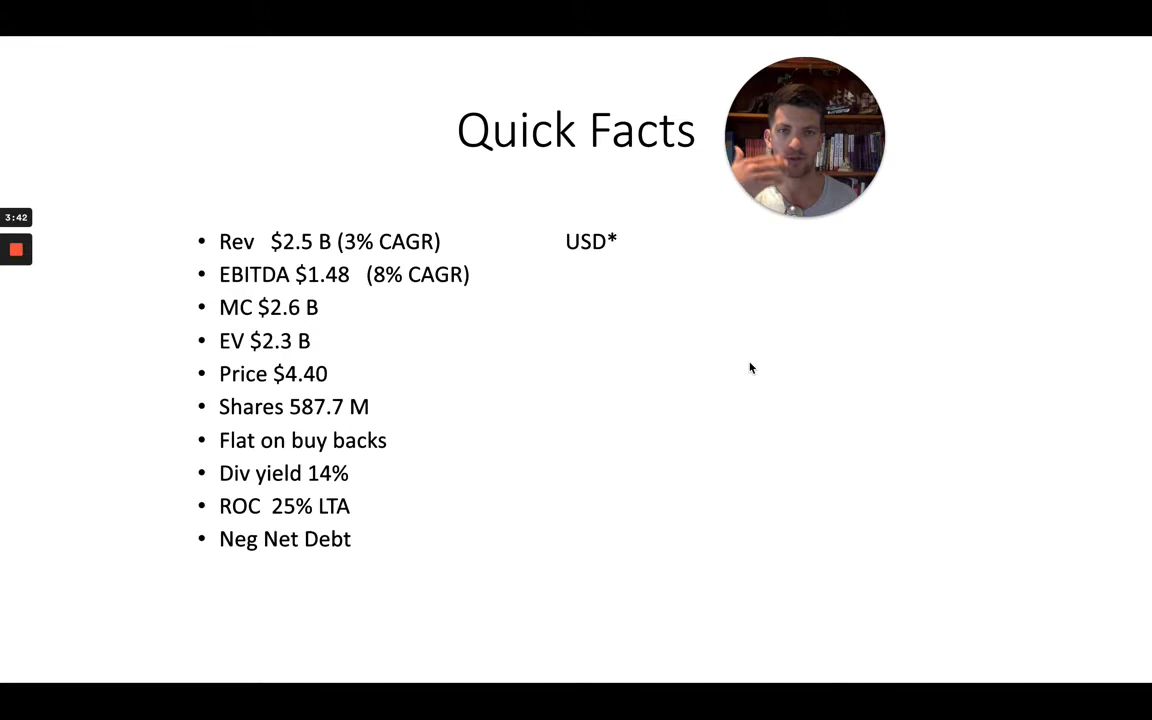 Quick Facts
3:42
• Rev $2.5 B (3% CAGR) USD*
• EBITDA $1.48 (8% CAGR)
• MC $2.6 B
• EV $2.3 B
• Price $4.40
• Shares 587.7 M
• Flat on buy backs
• Div yield 14%
• ROC 25% LTA
• Neg Net Debt